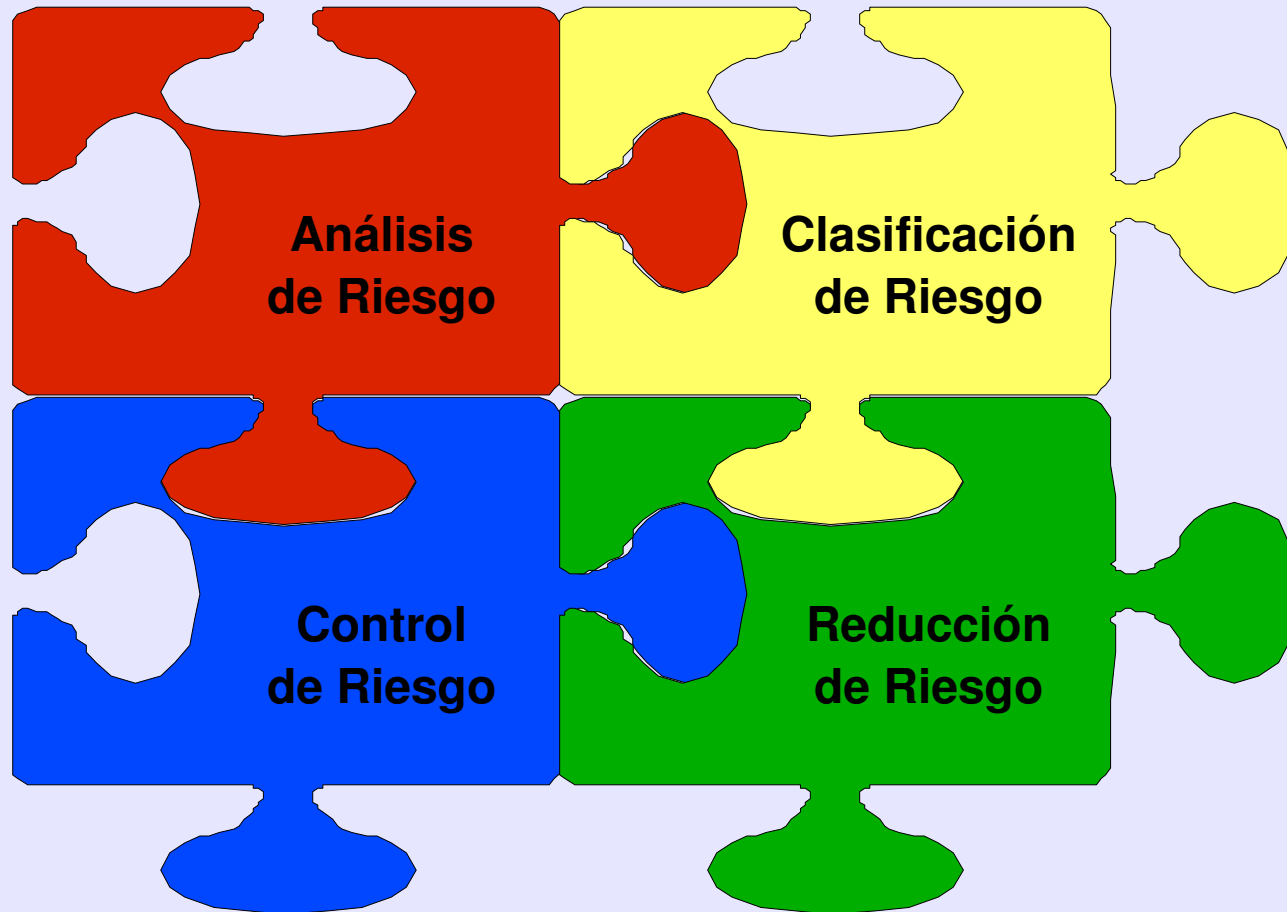 Análisis
de Riesgo
Clasificación
de Riesgo
Control
de Riesgo
Reducción
de Riesgo